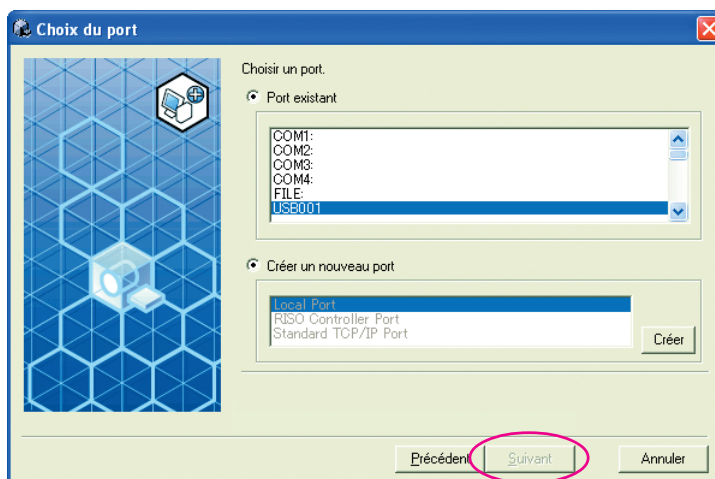 Choix du port
Choisir un port.
Port existant
COM1:
COM2:
COM3:
COM4:
FILE:
USB001
Créer un nouveau port
Local Port
RISO Controller Port
Standard TCP/IP Port
Créer
Précédent
Suivant
Annuler